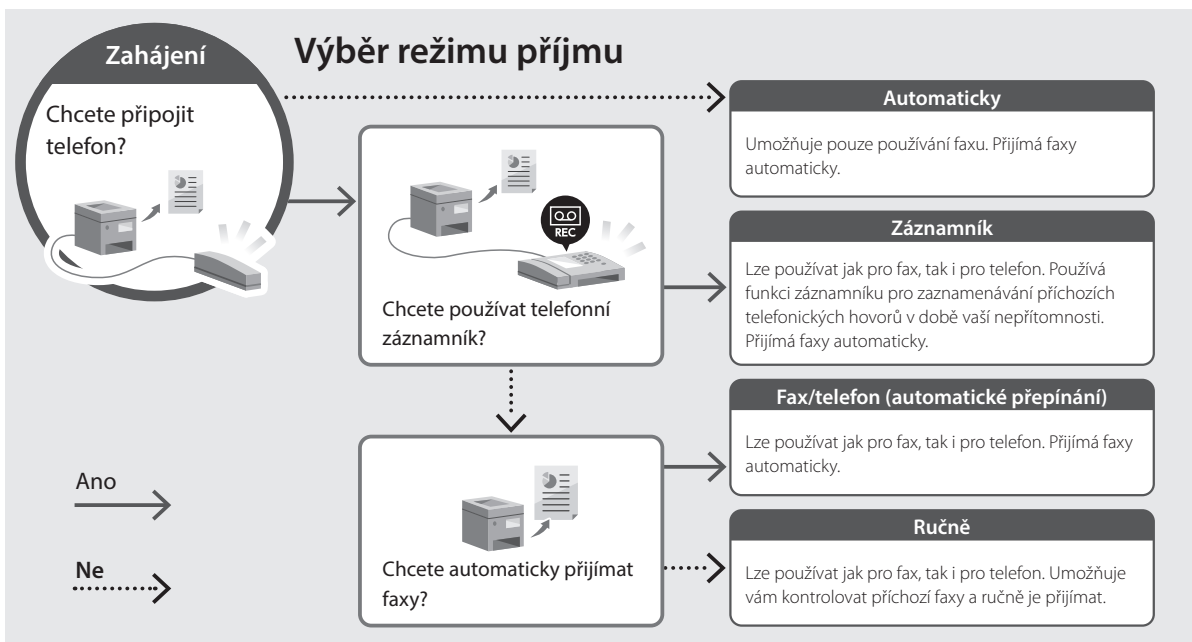 Výběr režimu příjmu
Zahájení
Chcete připojit
telefon?
REC
Chcete používat telefonní
záznamník?
Chcete automaticky přijímat
faxy?
Automaticky
Umožňuje pouze používání faxu. Přijímá faxy
automaticky.
Záznamník
Lze používat jak pro fax, tak i pro telefon. Používá
funkci záznamníku pro zaznamenávání příchozích
telefonických hovorů v době vaší nepřítomnosti.
Přijímá faxy automaticky.
Fax/telefon (automatické přepínání)
Lze používat jak pro fax, tak i pro telefon. Přijímá faxy
automaticky.
Ručně
Lze používat jak pro fax, tak i pro telefon. Umožňuje
vám kontrolovat příchozí faxy a ručně je přijímat.
Ano
Ne